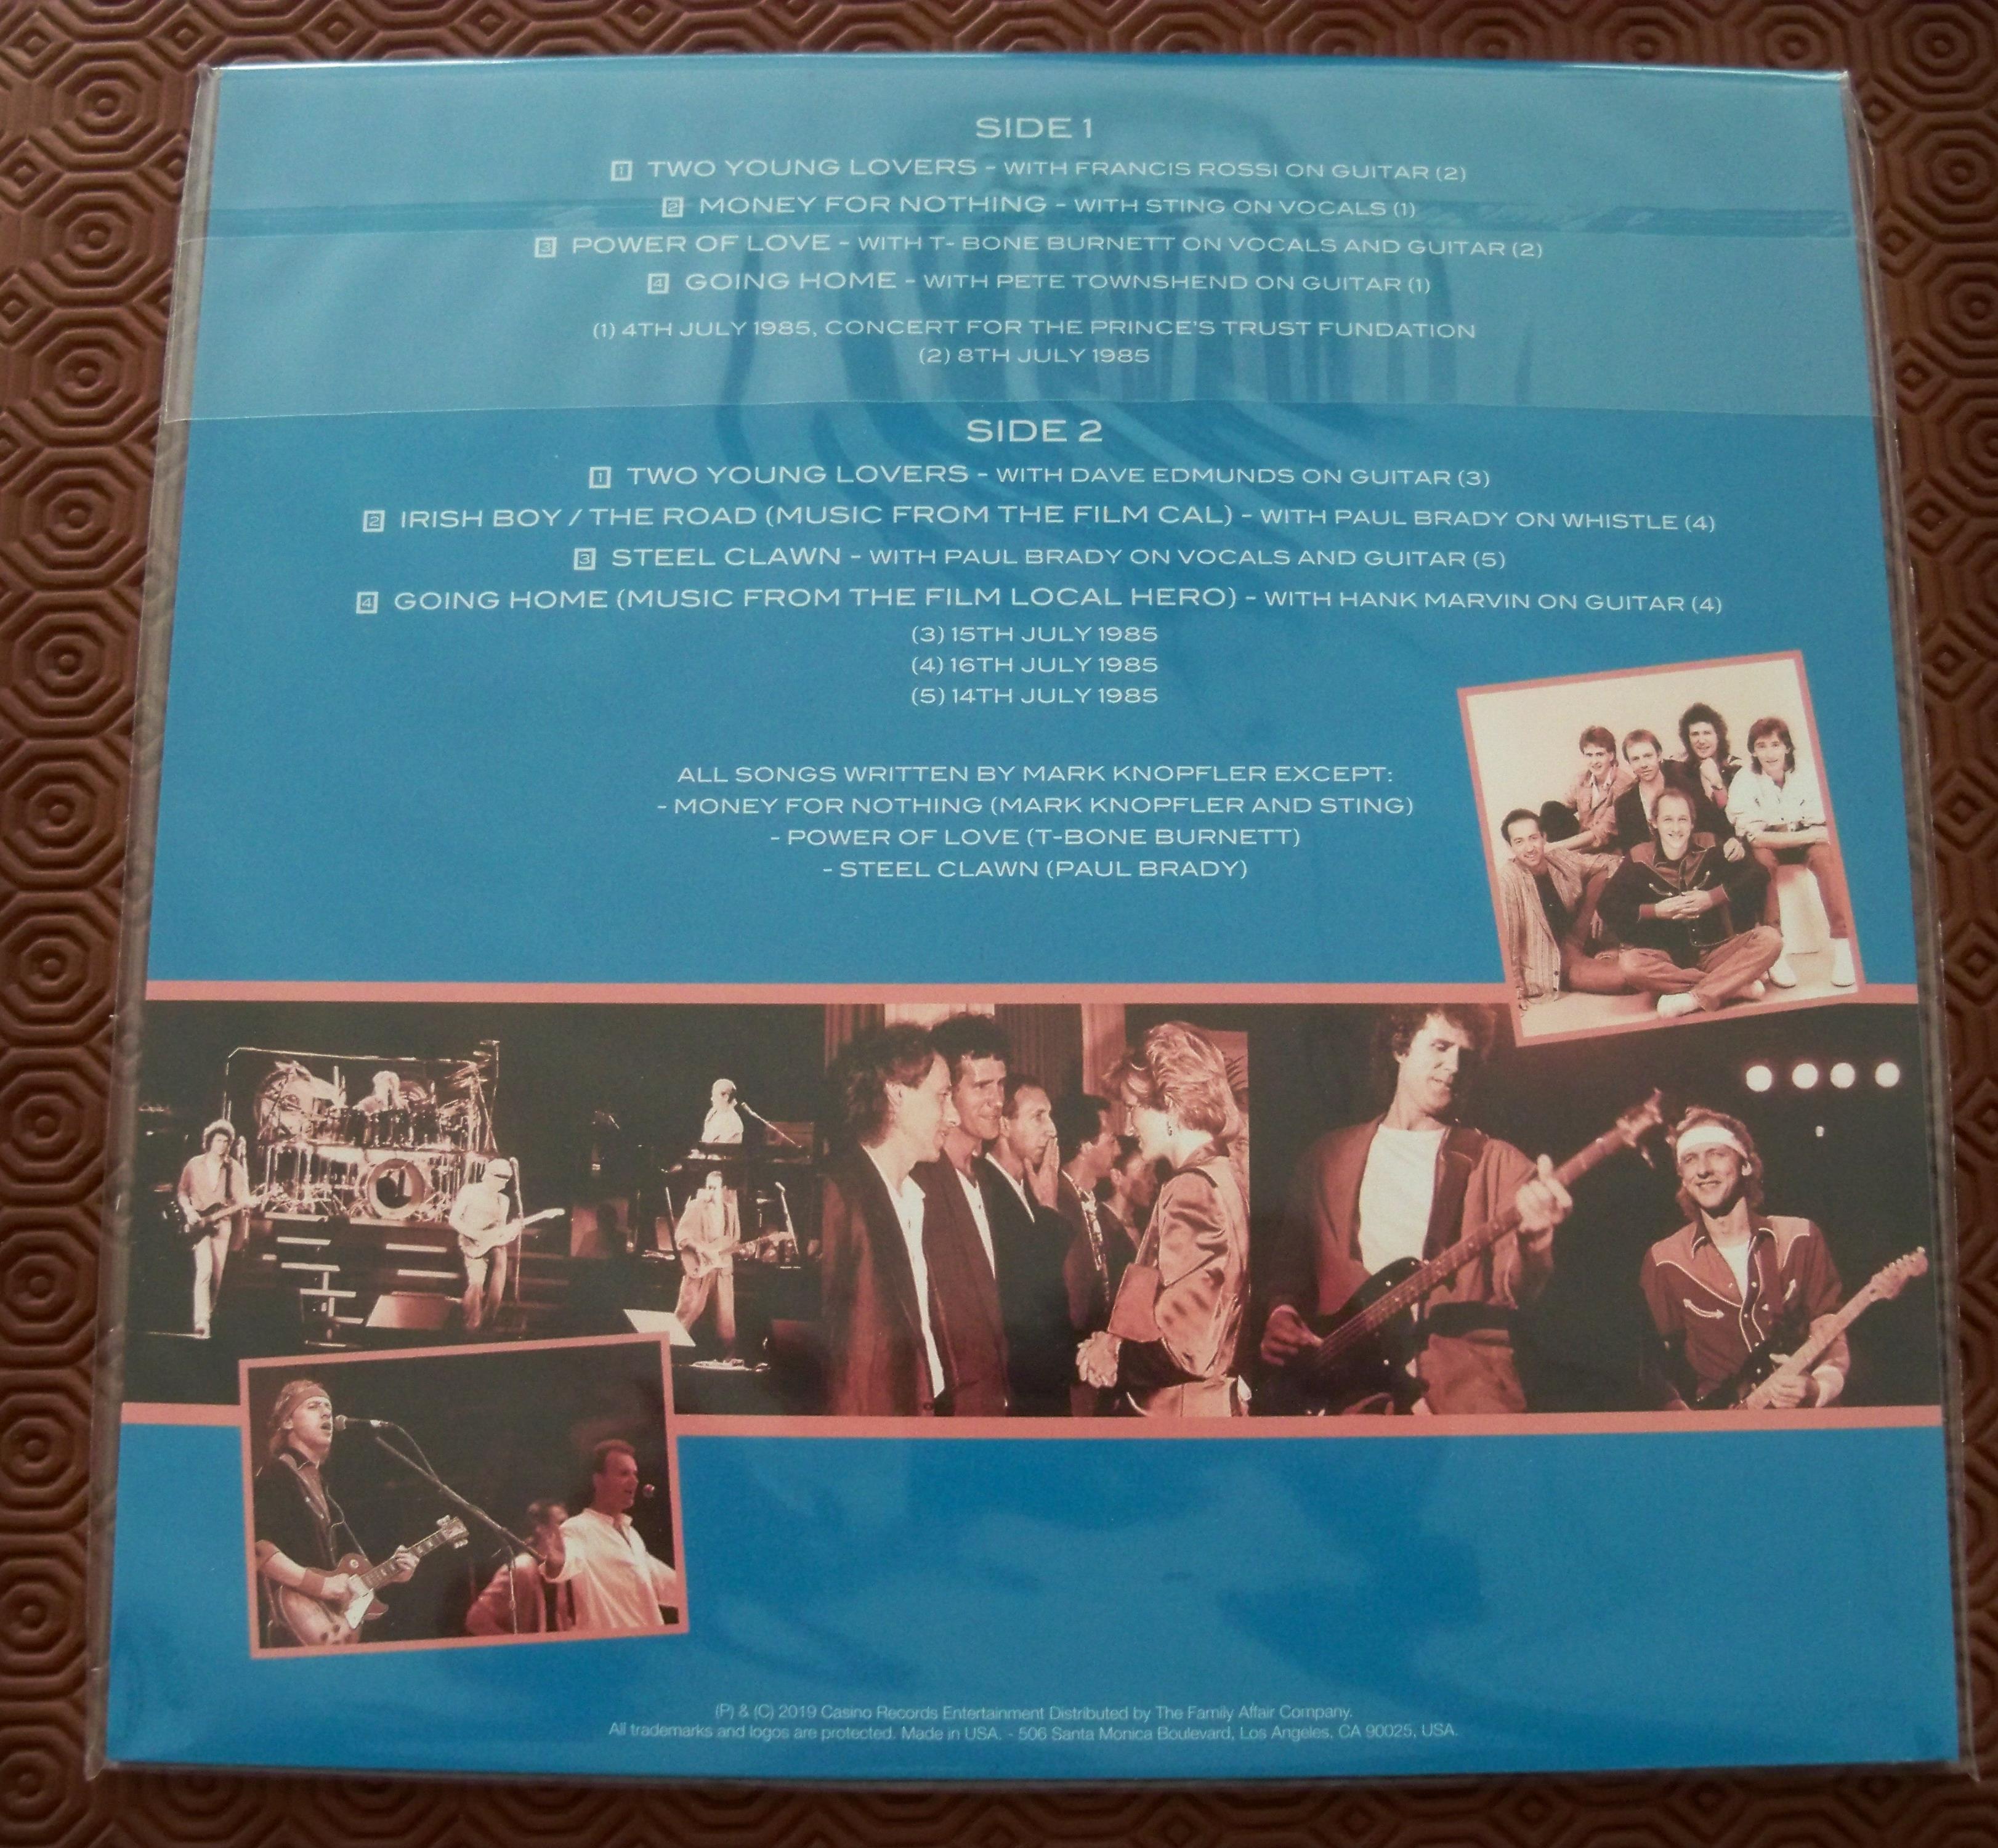 SIDE 1
1 TWO YOUNG LOVERS - WITH FRANCIS ROSSI ON GUITAR (2)
2 MONEY FOR NOTHING - WITH STING ON VOCALS (1)
3 POWER OF LOVE - WITH T- BONE BURNETT ON VOCALS AND GUITAR (2)
4 GOING HOME - WITH PETE TOWNSHEND ON GUITAR (1)
(1) 4TH JULY 1985, CONCERT FOR THE PRINCE'S TRUST FUNDATION
(2) 8TH JULY 1985
SIDE 2
1 TWO YOUNG LOVERS - WITH DAVE EDMUNDS ON GUITAR (3)
2 IRISH BOY / THE ROAD (MUSIC FROM THE FILM CAL) - WITH PAUL BRADY ON WHISTLE (4)
3 STEEL CLAWN - WITH PAUL BRADY ON VOCALS AND GUITAR (5)
4 GOING HOME (MUSIC FROM THE FILM LOCAL HERO) - WITH HANK MARVIN ON GUITAR (4)
(3) 15TH JULY 1985
(4) 16TH JULY 1985
(5) 14TH JULY 1985
ALL SONGS WRITTEN BY MARK KNOPFLER EXCEPT:
- MONEY FOR NOTHING (MARK KNOPFLER AND STING)
- POWER OF LOVE (T-BONE BURNETT)
- STEEL CLAWN (PAUL BRADY)
(P) & (C) 2019 Casino Records Entertainment Distributed by The Family Affair Company.
All trademarks and logos are protected. Made in USA. - 506 Santa Monica Boulevard, Los Angeles, CA 90025, USA.